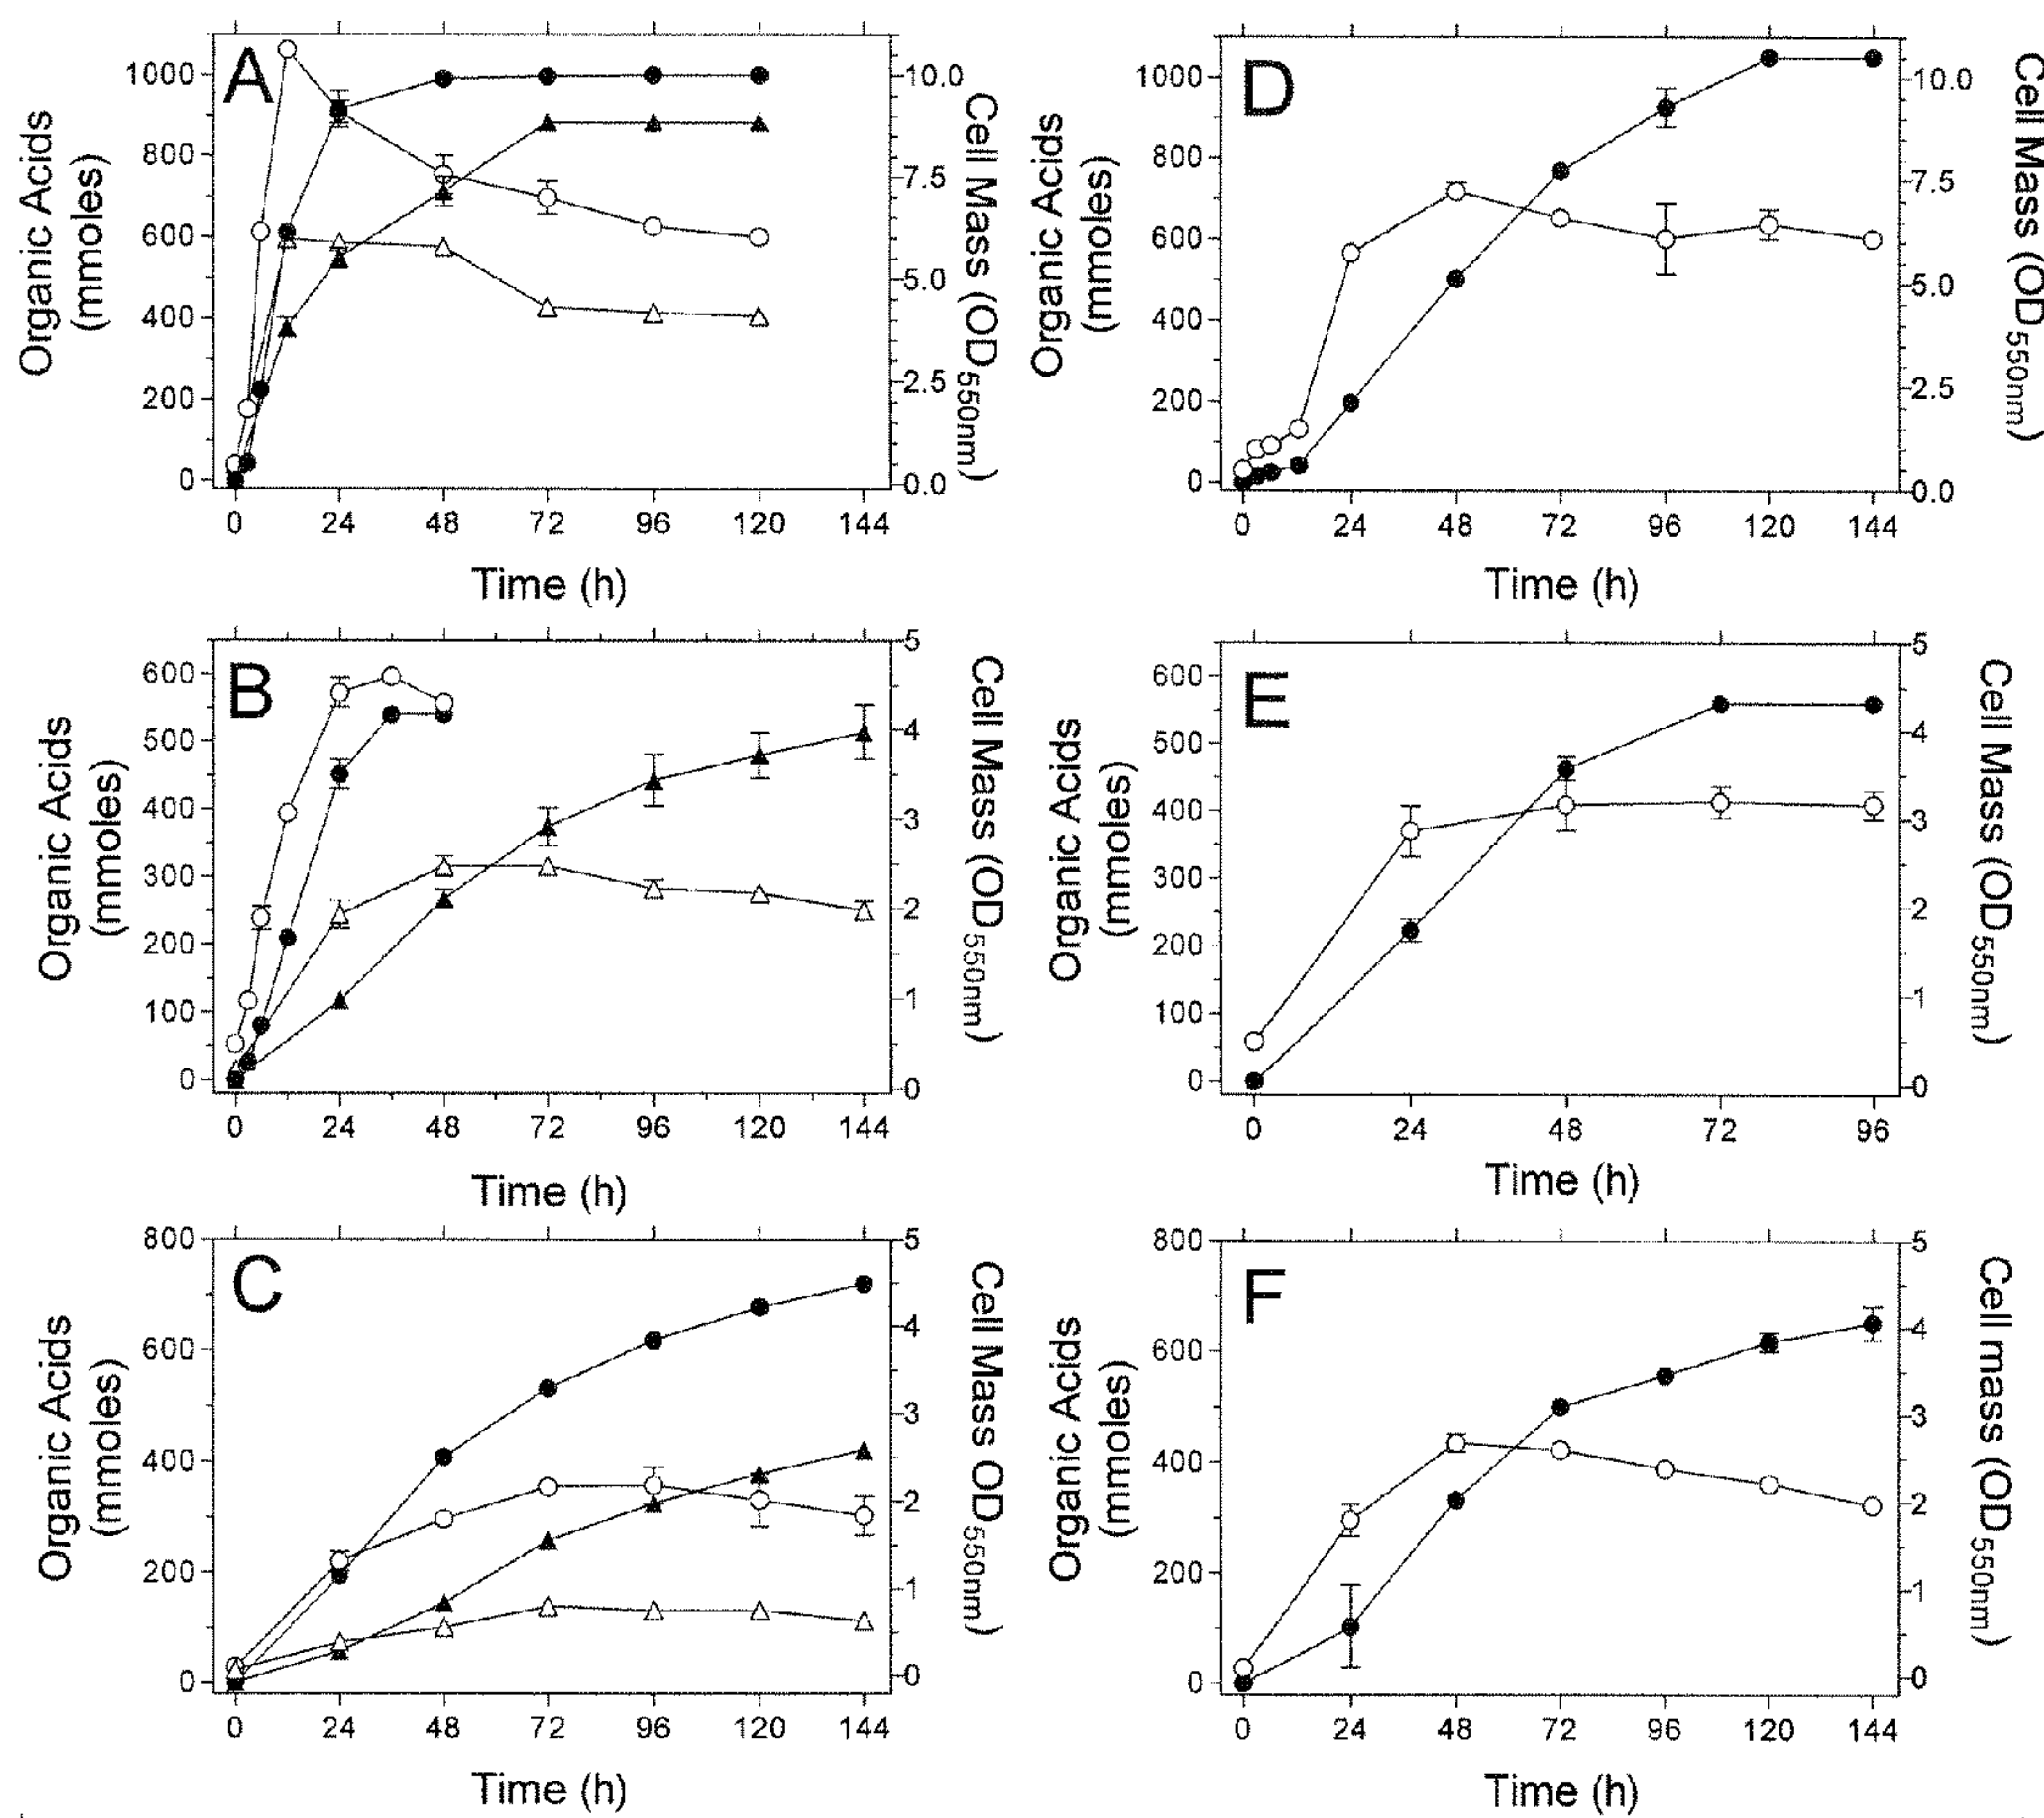 A
Organic Acids
(mmoles)
1000
800
600
400
200
0
10.0
7.5
5.0
2.5
0.0
Cell Mass (OD550nm)
0 24 48 72 96 120 144
Time (h)
D
Organic Acids
(mmoles)
1000
800
600
400
200
0
10.0
7.5
5.0
2.5
0.0
Cell Mass (OD550nm)
0 24 48 72 96 120 144
Time (h)
B
Organic Acids
(mmoles)
600
500
400
300
200
100
0
5
4
3
2
1
0
Cell Mass (OD550nm)
0 24 48 72 96 120 144
Time (h)
E
Organic Acids
(mmoles)
600
500
400
300
200
100
0
5
4
3
2
1
0
Cell Mass (OD550nm)
0 24 48 72 96
Time (h)
C
Organic Acids
(mmoles)
800
600
400
200
0
5
4
3
2
1
0
Cell Mass OD550nm)
0 24 48 72 96 120 144
Time (h)
F
Organic Acids
(mmoles)
800
600
400
200
0
5
4
3
2
1
0
Cell mass (OD550nm)
0 24 48 72 96 120 144
Time (h)